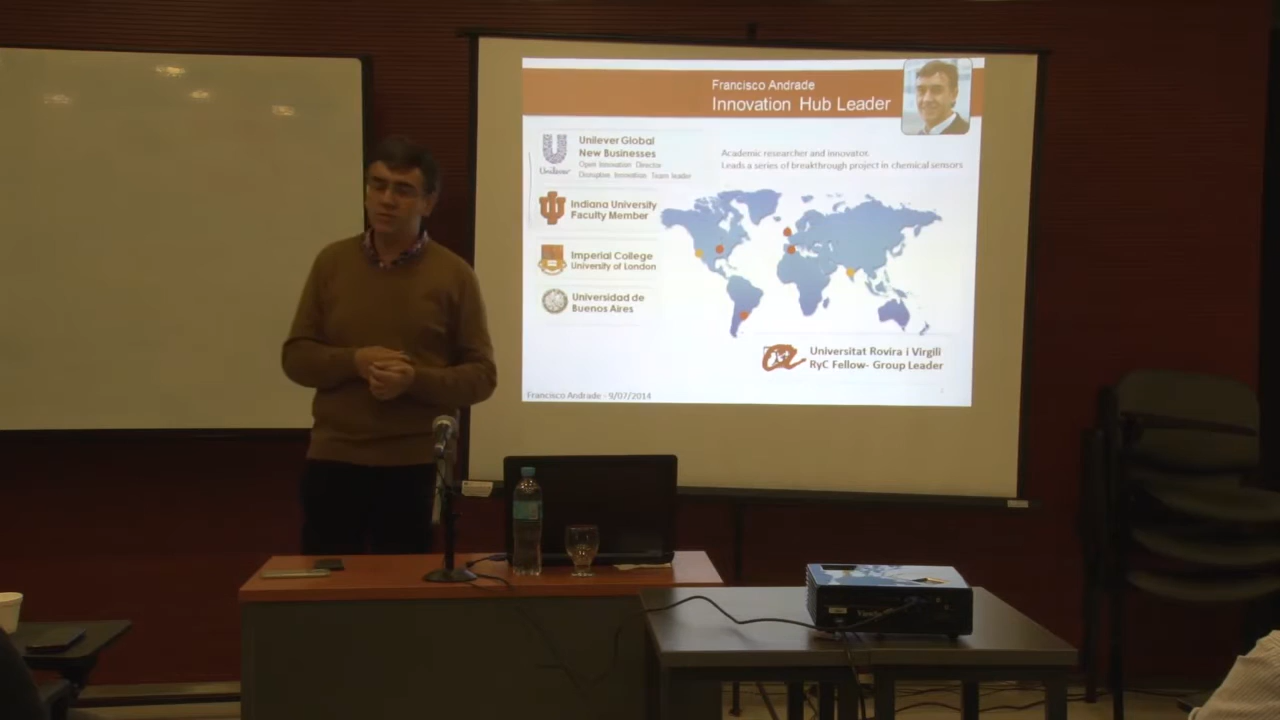 Francisco Andrade
Innovation Hub Leader
Unilever Global
New Businesses
Open Innovation Director
Disruptive Innovation Team leader
Unilever
Academic researcher and innovator.
Leads a series of breakthrough project in chemical sensors
Indiana University
Faculty Member
Imperial College
University of London
Universidad de
Buenos Aires
Universitat Rovira i Virgili
RyC Fellow- Group Leader
Francisco Andrade - 9/07/2014